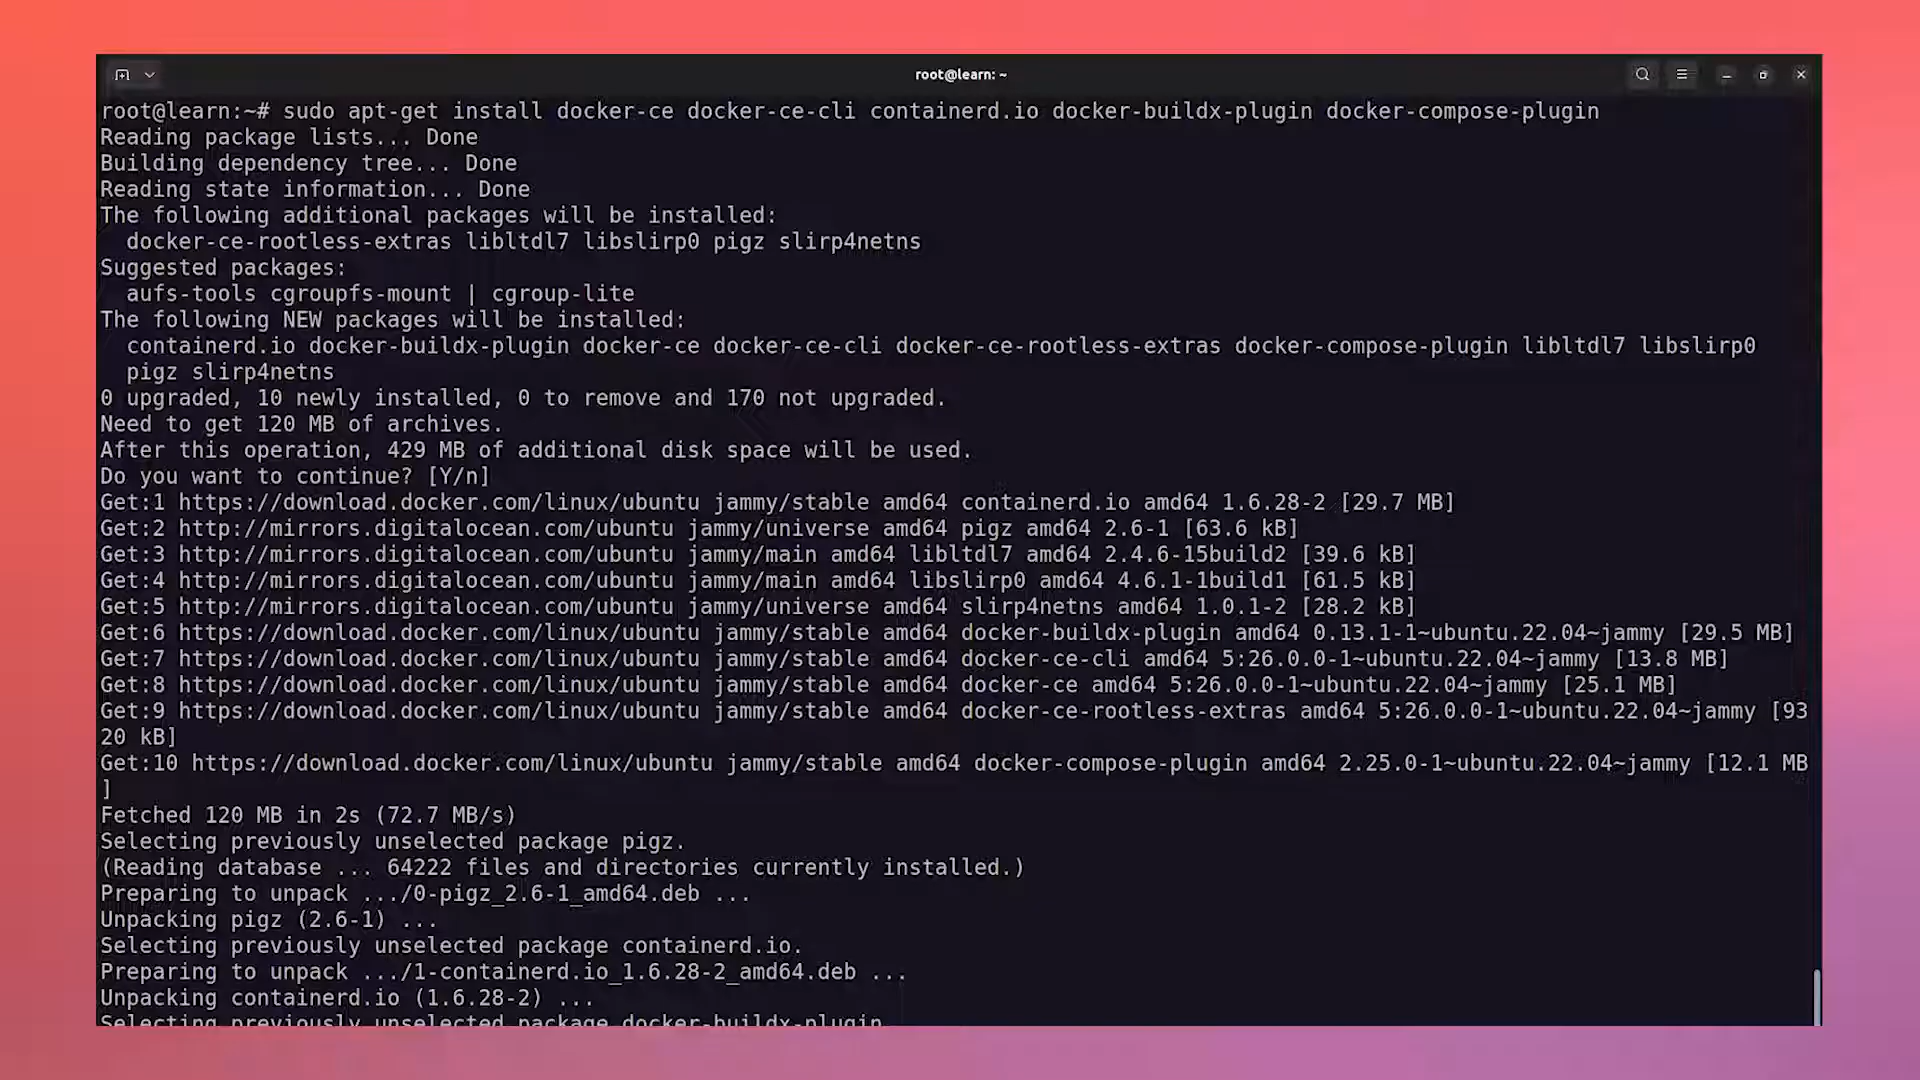 root@learn: ~
root@learn:~# sudo apt-get install docker-ce docker-ce-cli containerd.io docker-buildx-plugin docker-compose-plugin
Reading package lists... Done
Building dependency tree... Done
Reading state information... Done
The following additional packages will be installed:
  docker-ce-rootless-extras libltdl7 libslirp0 pigz slirp4netns
Suggested packages:
  aufs-tools cgroupfs-mount | cgroup-lite
The following NEW packages will be installed:
  containerd.io docker-buildx-plugin docker-ce docker-ce-cli docker-ce-rootless-extras docker-compose-plugin libltdl7 libslirp0
  pigz slirp4netns
0 upgraded, 10 newly installed, 0 to remove and 170 not upgraded.
Need to get 120 MB of archives.
After this operation, 429 MB of additional disk space will be used.
Do you want to continue? [Y/n]
Get:1 https://download.docker.com/linux/ubuntu jammy/stable amd64 containerd.io amd64 1.6.28-2 [29.7 MB]
Get:2 http://mirrors.digitalocean.com/ubuntu jammy/universe amd64 pigz amd64 2.6-1 [63.6 kB]
Get:3 http://mirrors.digitalocean.com/ubuntu jammy/main amd64 libltdl7 amd64 2.4.6-15build2 [39.6 kB]
Get:4 http://mirrors.digitalocean.com/ubuntu jammy/main amd64 libslirp0 amd64 4.6.1-1build1 [61.5 kB]
Get:5 http://mirrors.digitalocean.com/ubuntu jammy/universe amd64 slirp4netns amd64 1.0.1-2 [28.2 kB]
Get:6 https://download.docker.com/linux/ubuntu jammy/stable amd64 docker-buildx-plugin amd64 0.13.1-1~ubuntu.22.04~jammy [29.5 MB]
Get:7 https://download.docker.com/linux/ubuntu jammy/stable amd64 docker-ce-cli amd64 5:26.0.0-1~ubuntu.22.04~jammy [13.8 MB]
Get:8 https://download.docker.com/linux/ubuntu jammy/stable amd64 docker-ce amd64 5:26.0.0-1~ubuntu.22.04~jammy [25.1 MB]
Get:9 https://download.docker.com/linux/ubuntu jammy/stable amd64 docker-ce-rootless-extras amd64 5:26.0.0-1~ubuntu.22.04~jammy [93
20 kB]
Get:10 https://download.docker.com/linux/ubuntu jammy/stable amd64 docker-compose-plugin amd64 2.25.0-1~ubuntu.22.04~jammy [12.1 MB
]
Fetched 120 MB in 2s (72.7 MB/s)
Selecting previously unselected package pigz.
(Reading database ... 64222 files and directories currently installed.)
Preparing to unpack .../0-pigz_2.6-1_amd64.deb ...
Unpacking pigz (2.6-1) ...
Selecting previously unselected package containerd.io.
Preparing to unpack .../1-containerd.io_1.6.28-2_amd64.deb ...
Unpacking containerd.io (1.6.28-2) ...
Selecting previously unselected package docker-buildx-plugin.